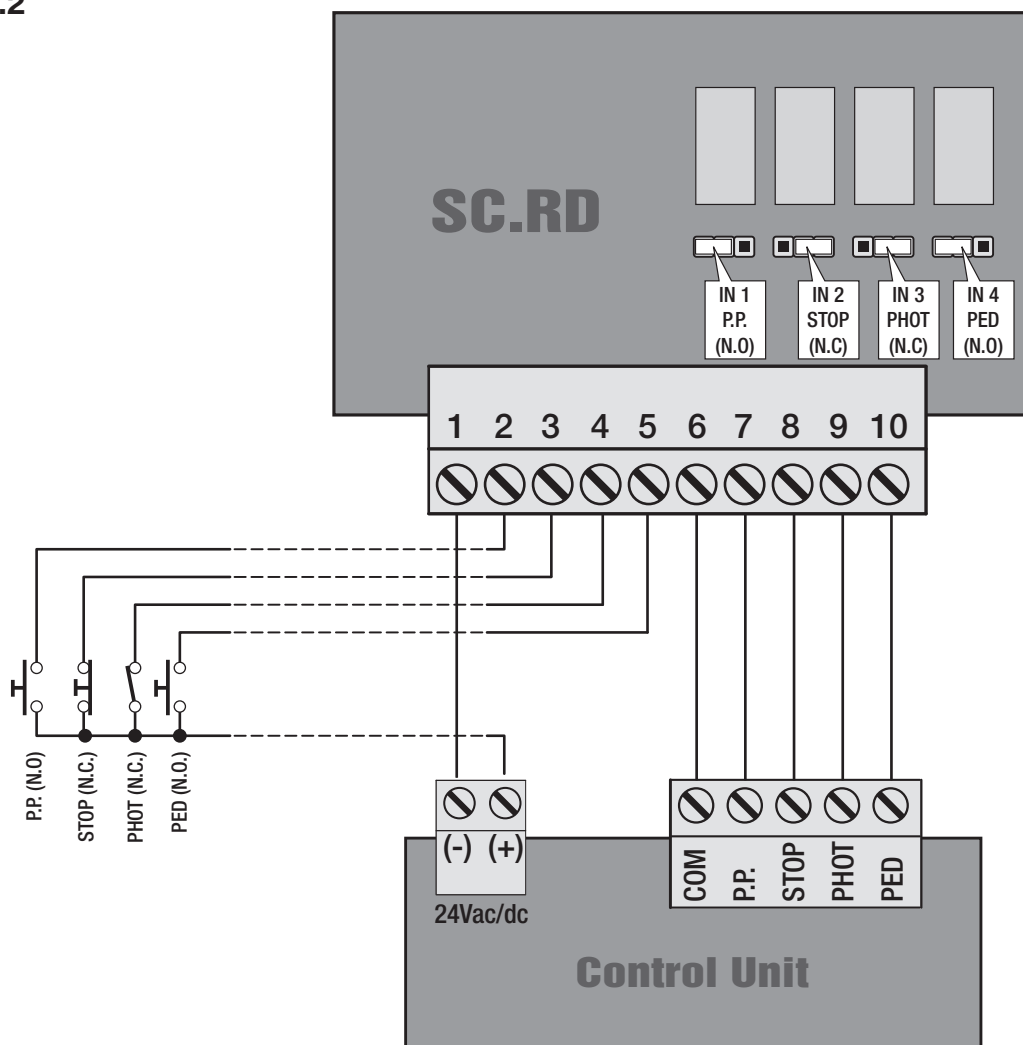 .2
SC.RD
IN 1
P.P.
(N.O)
IN 2
STOP
(N.C)
IN 3
PHOT
(N.C)
IN 4
PED
(N.O)
1 2 3 4 5 6 7 8 9 10
P.P. (N.O)
STOP (N.C.)
PHOT (N.C.)
PED (N.O.)
(-) (+)
24Vac/dc
COM
P.P.
STOP
PHOT
PED
Control Unit